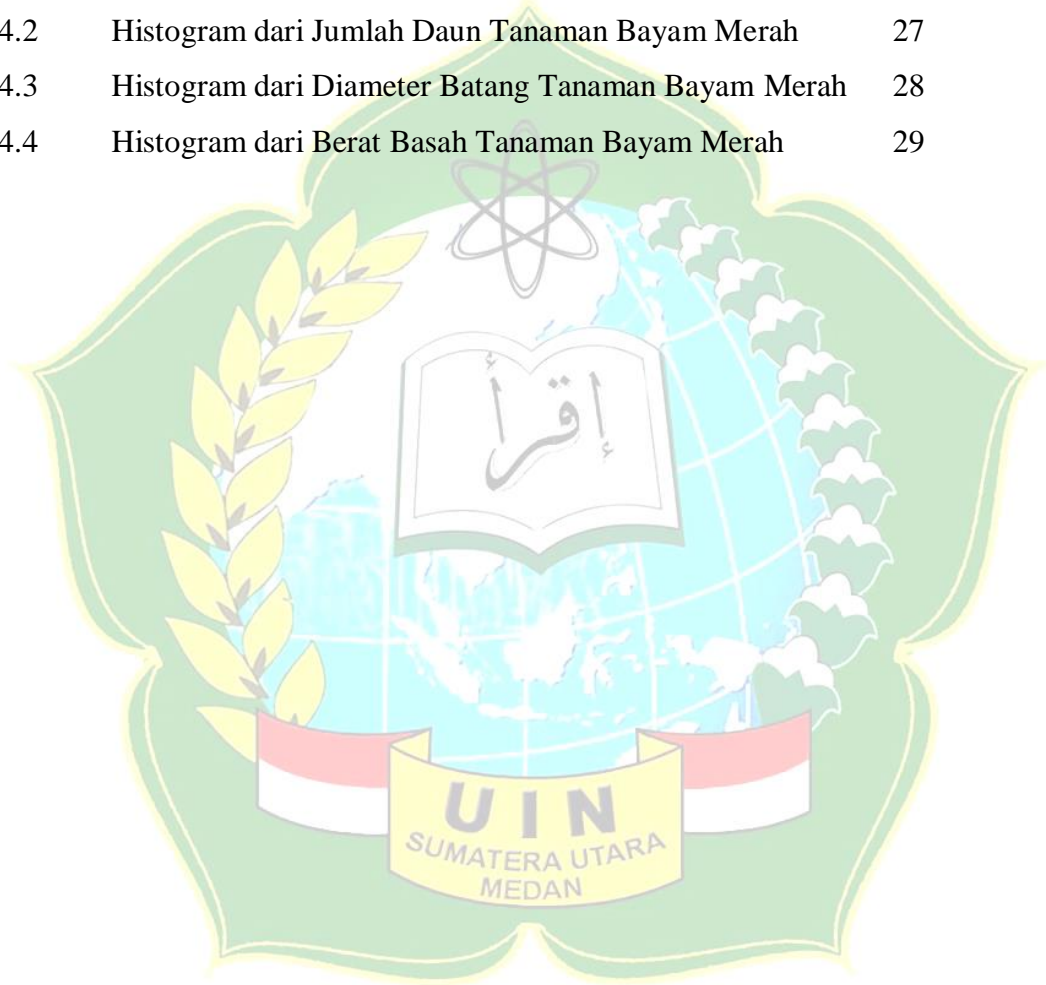 4.2 Histogram dari Jumlah Daun Tanaman Bayam Merah 27
4.3 Histogram dari Diameter Batang Tanaman Bayam Merah 28
4.4 Histogram dari Berat Basah Tanaman Bayam Merah 29
إقرأ
UIN
SUMATERA UTARA
MEDAN